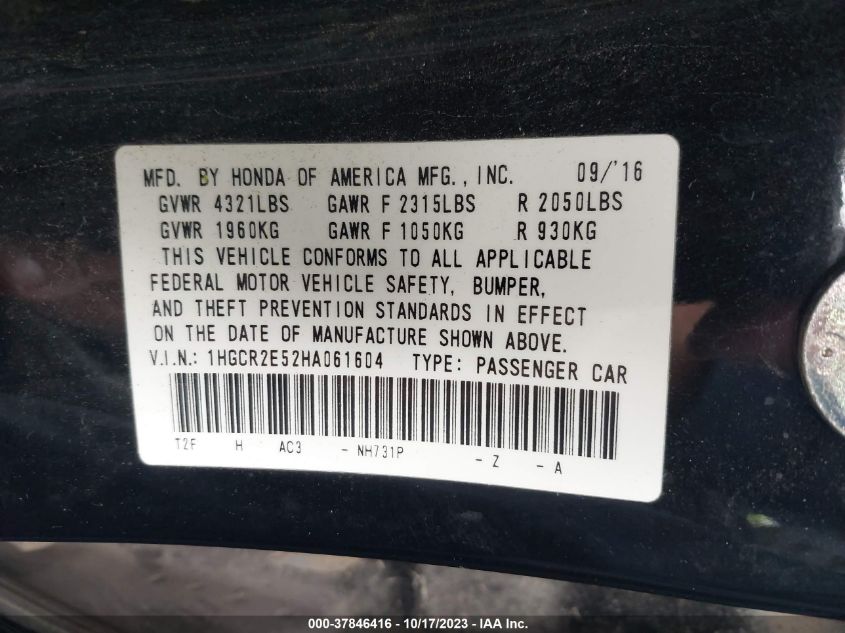 MFD. BY HONDA OF AMERICA MFG., INC. 09/'16
GVWR 4321LBS GAWR F 2315LBS R 2050LBS
GVWR 1960KG GAWR F 1050KG R 930KG
THIS VEHICLE CONFORMS TO ALL APPLICABLE
FEDERAL MOTOR VEHICLE SAFETY, BUMPER,
AND THEFT PREVENTION STANDARDS IN EFFECT
ON THE DATE OF MANUFACTURE SHOWN ABOVE.
V.I.N.: 1HGCR2E52HA061604 TYPE: PASSENGER CAR
T2F H AC3 - NH731P - Z - A
000-37846416 - 10/17/2023 - IAA Inc.